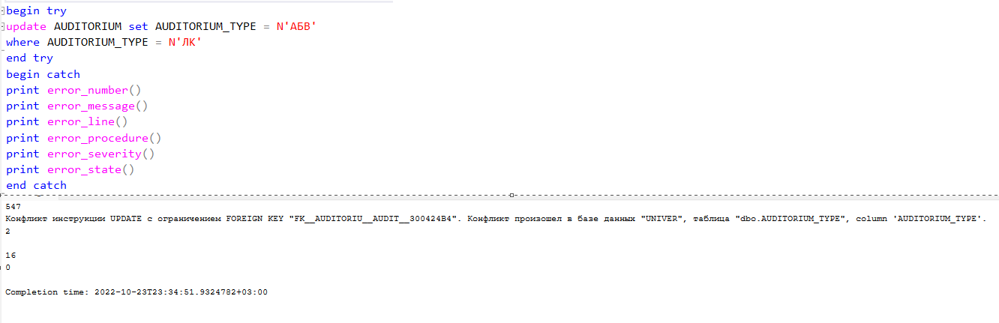 begin try
update AUDITORIUM set AUDITORIUM_TYPE = N'АБВ'
where AUDITORIUM_TYPE = N'ЛК'
end try
begin catch
print error_number()
print error_message()
print error_line()
print error_procedure()
print error_severity()
print error_state()
end catch
547
Конфликт инструкции UPDATE с ограничением FOREIGN KEY "FK__AUDITORIU__AUDIT__300424B4". Конфликт произошел в базе данных "UNIVER", таблица "dbo.AUDITORIUM_TYPE", column 'AUDITORIUM_TYPE'.
2
16
0
Completion time: 2022-10-23T23:34:51.9324782+03:00